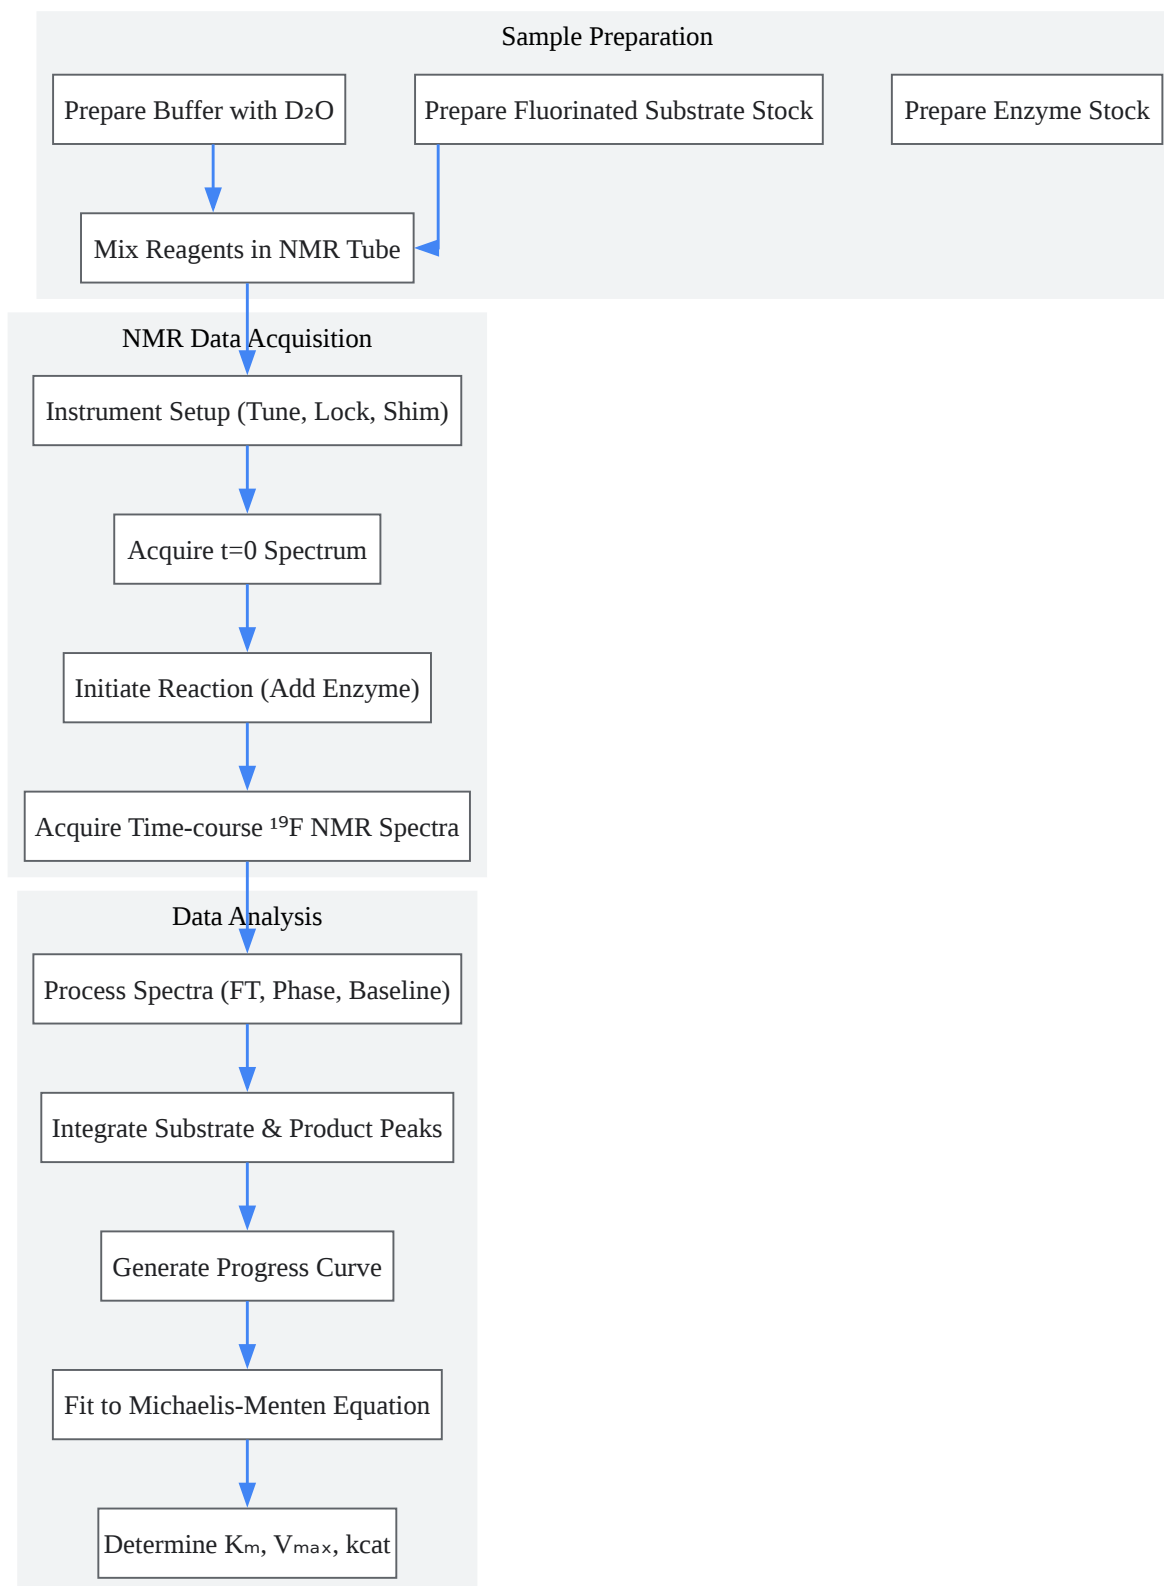 Sample Preparation
Prepare Buffer with D₂O
Prepare Fluorinated Substrate Stock
Prepare Enzyme Stock
Mix Reagents in NMR Tube
NMR Data Acquisition
Instrument Setup (Tune, Lock, Shim)
Acquire t=0 Spectrum
Initiate Reaction (Add Enzyme)
Acquire Time-course ¹⁹F NMR Spectra
Data Analysis
Process Spectra (FT, Phase, Baseline)
Integrate Substrate & Product Peaks
Generate Progress Curve
Fit to Michaelis-Menten Equation
Determine Kₘ, Vₘₐₓ, kcat